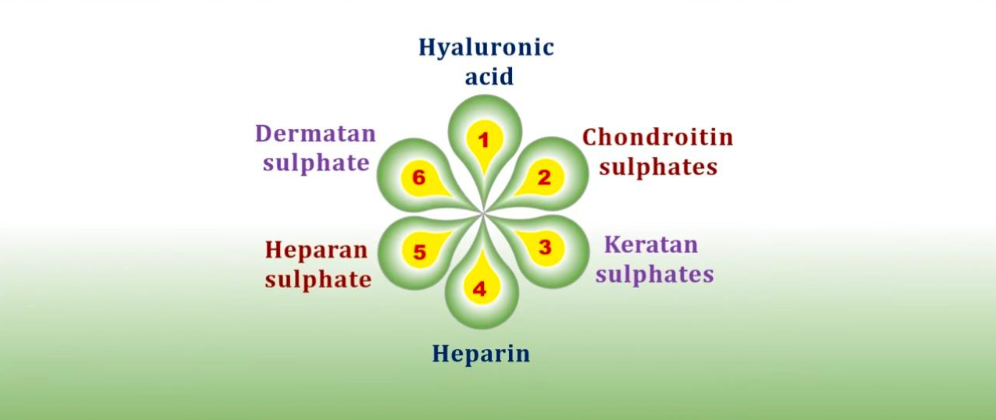 Hyaluronic
acid
1
Chondroitin
sulphates
2
Keratan
sulphates
3
Heparin
4
Heparan
sulphate
5
Dermatan
sulphate
6